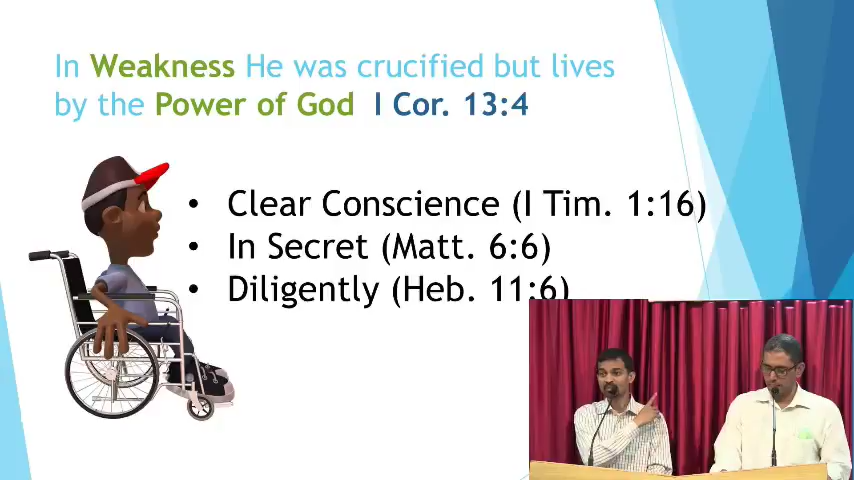 In Weakness He was crucified but lives
by the Power of God I Cor. 13:4
• Clear Conscience (I Tim. 1:16)
• In Secret (Matt. 6:6)
• Diligently (Heb. 11:6)